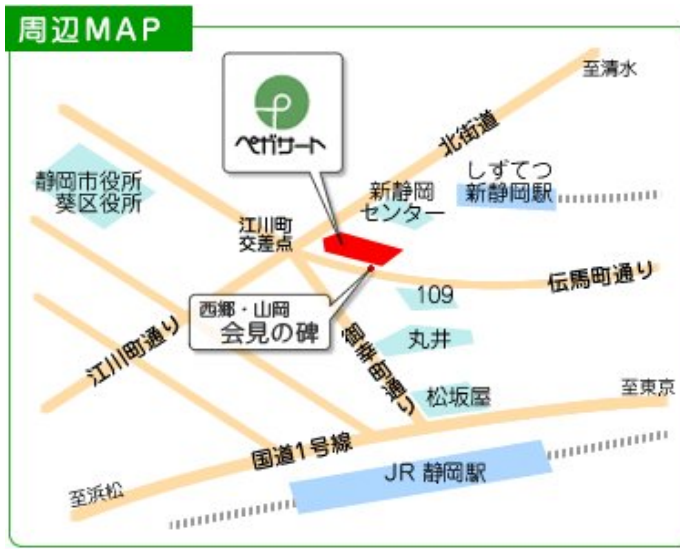 周辺MAP
至清水
ペガサート
北街道
しずてつ
新静岡駅
静岡市役所
葵区役所
新静岡
センター
江川町
交差点
伝馬町通り
109
西郷・山岡
会見の碑
江川町通り
御幸町通り
丸井
松坂屋
至東京
国道1号線
JR 静岡駅
至浜松